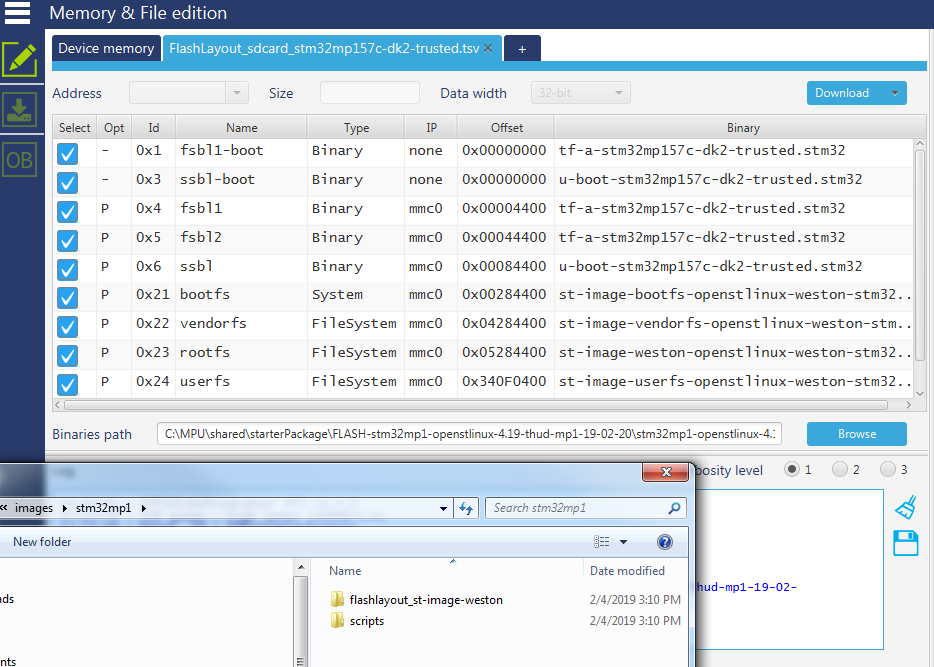 Memory & File edition
Device memory FlashLayout_sdcard_stm32mp157c-dk2-trusted.tsv × +
Address Size Data width 32-bit Download
Select Opt Id Name Type IP Offset Binary
- 0x1 fsbl1-boot Binary none 0x00000000 tf-a-stm32mp157c-dk2-trusted.stm32
- 0x3 ssbl-boot Binary none 0x00000000 u-boot-stm32mp157c-dk2-trusted.stm32
P 0x4 fsbl1 Binary mmc0 0x00004400 tf-a-stm32mp157c-dk2-trusted.stm32
P 0x5 fsbl2 Binary mmc0 0x00044400 tf-a-stm32mp157c-dk2-trusted.stm32
P 0x6 ssbl Binary mmc0 0x00084400 u-boot-stm32mp157c-dk2-trusted.stm32
OB
P 0x21 bootfs System mmc0 0x00284400 st-image-bootfs-openstlinux-weston-stm32..
P 0x22 vendorfs FileSystem mmc0 0x04284400 st-image-vendorfs-openstlinux-weston-stm..
P 0x23 rootfs FileSystem mmc0 0x05284400 st-image-weston-openstlinux-weston-stm32..
P 0x24 userfs FileSystem mmc0 0x340F0400 st-image-userfs-openstlinux-weston-stm32..
Binaries path C:\MPU\shared\starterPackage\FLASH-stm32mp1-openstlinux-4.19-thud-mp1-19-02-20\stm32mp1-openstlinux-4. Browse
osity level 1 2 3
« images stm32mp1 Search stm32mp1
New folder
Name Date modified
hud-mp1-19-02-
flashlayout_st-image-weston 2/4/2019 3:10 PM
scripts 2/4/2019 3:10 PM
ds
nts